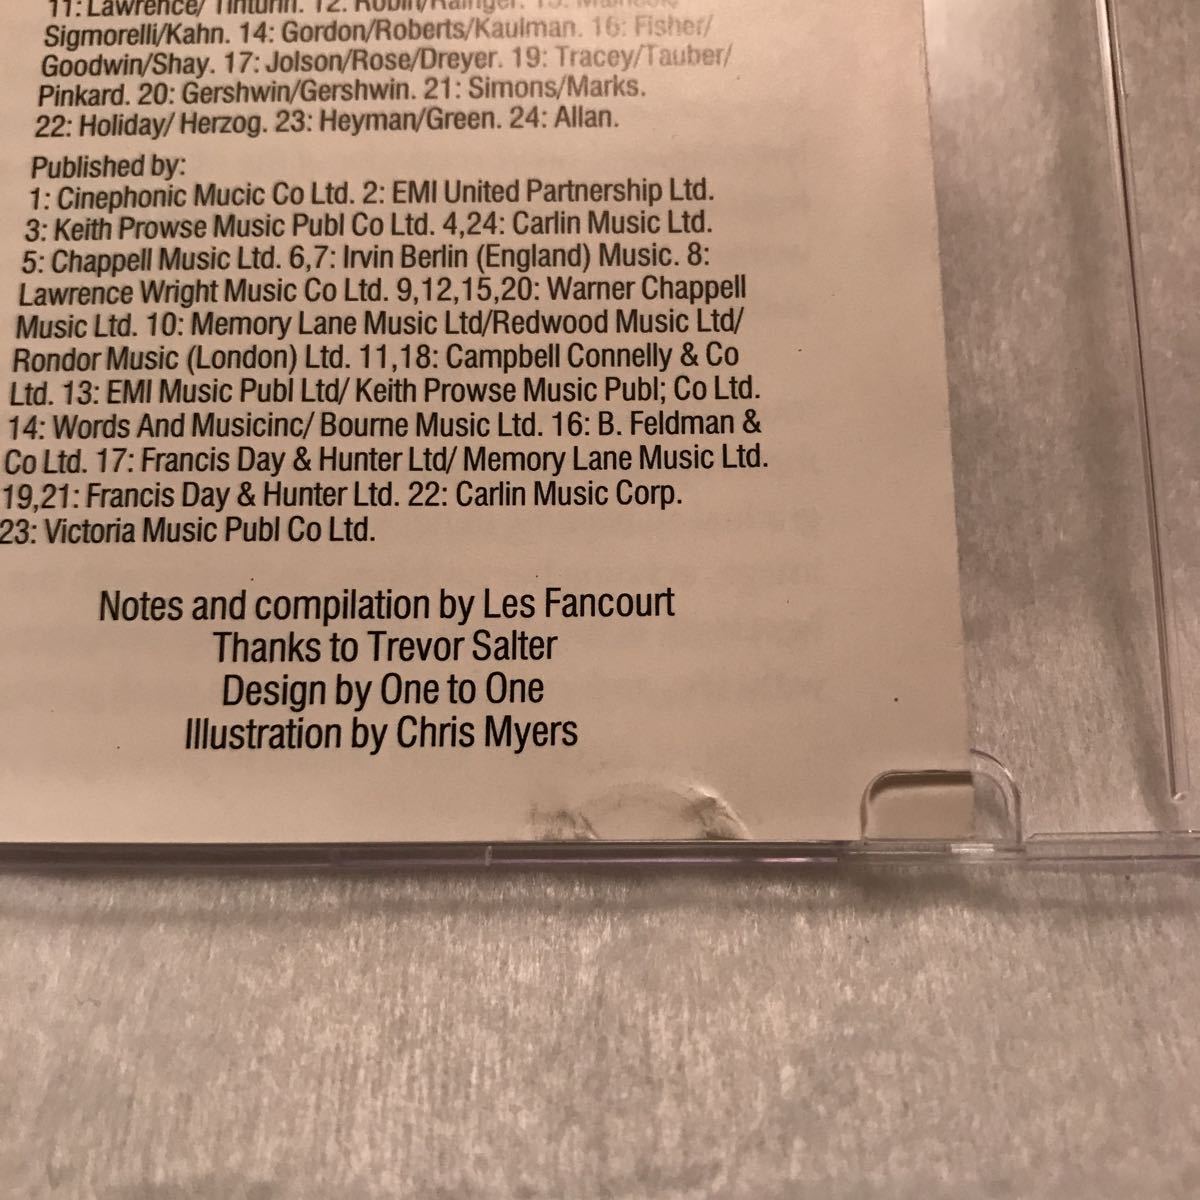 11: Lawrence/ Tinturin. 12: Robin/Rainger.
Sigmorelli/Kahn. 14: Gordon/Roberts/Kaulman. 16: Fisher/
Goodwin/Shay. 17: Jolson/Rose/Dreyer. 19: Tracey/Tauber/
Pinkard. 20: Gershwin/Gershwin. 21: Simons/Marks.
22: Holiday/ Herzog. 23: Heyman/Green. 24: Allan.
Published by:
1: Cinephonic Mucic Co Ltd. 2: EMI United Partnership Ltd.
3: Keith Prowse Music Publ Co Ltd. 4,24: Carlin Music Ltd.
5: Chappell Music Ltd. 6,7: Irvin Berlin (England) Music. 8:
Lawrence Wright Music Co Ltd. 9,12,15,20: Warner Chappell
Music Ltd. 10: Memory Lane Music Ltd/Redwood Music Ltd/
Rondor Music (London) Ltd. 11,18: Campbell Connelly & Co
Ltd. 13: EMI Music Publ Ltd/ Keith Prowse Music Publ; Co Ltd.
14: Words And Musicinc/ Bourne Music Ltd. 16: B. Feldman &
Co Ltd. 17: Francis Day & Hunter Ltd/ Memory Lane Music Ltd.
19,21: Francis Day & Hunter Ltd. 22: Carlin Music Corp.
23: Victoria Music Publ Co Ltd.
Notes and compilation by Les Fancourt
Thanks to Trevor Salter
Design by One to One
Illustration by Chris Myers